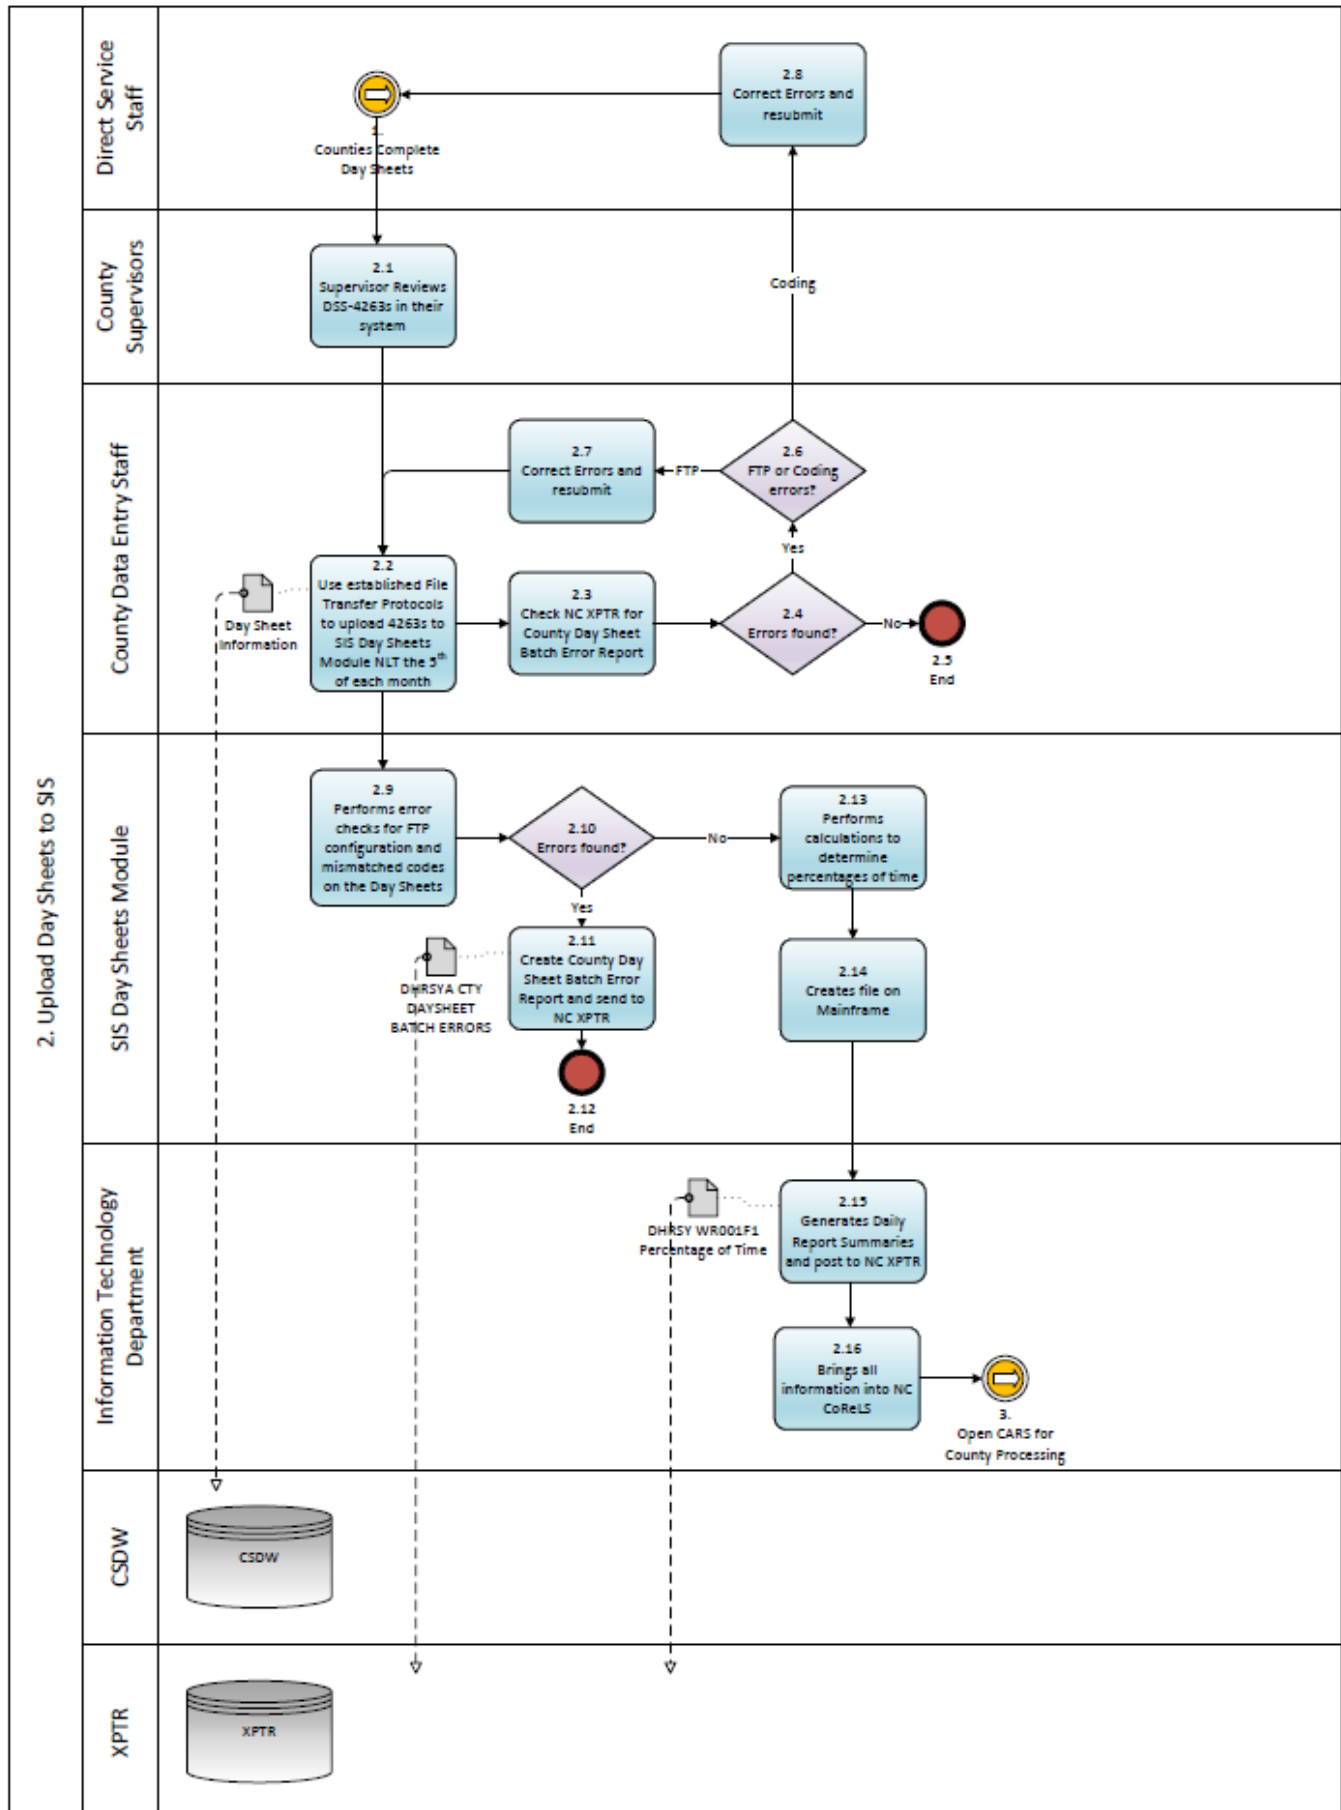 2. Upload Day Sheets to SIS
Direct Service
Staff
1.
Counties Complete
Day Sheets
2.8
Correct Errors and
resubmit
County
Supervisors
2.1
Supervisor Reviews
DSS-4263s in their
system
Coding
County Data Entry Staff
2.7
Correct Errors and
resubmit
FTP
2.6
FTP or Coding
errors?
Yes
Day Sheet
Information
2.2
Use established File
Transfer Protocols
to upload 4263s to
SIS Day Sheets
Module NLT the 5th
of each month
2.3
Check NC XPTR for
County Day Sheet
Batch Error Report
2.4
Errors found?
No
2.5
End
SIS Day Sheets Module
2.9
Performs error
checks for FTP
configuration and
mismatched codes
on the Day Sheets
2.10
Errors found?
No
2.13
Performs
calculations to
determine
percentages of time
Yes
DHRSYA CTY
DAYSHEET
BATCH ERRORS
2.11
Create County Day
Sheet Batch Error
Report and send to
NC XPTR
2.14
Creates file on
Mainframe
2.12
End
Information Technology
Department
DHRSY WR001F1
Percentage of Time
2.15
Generates Daily
Report Summaries
and post to NC XPTR
2.16
Brings all
information into NC
CoReLS
3.
Open CARS for
County Processing
CSDW
CSDW
XPTR
XPTR